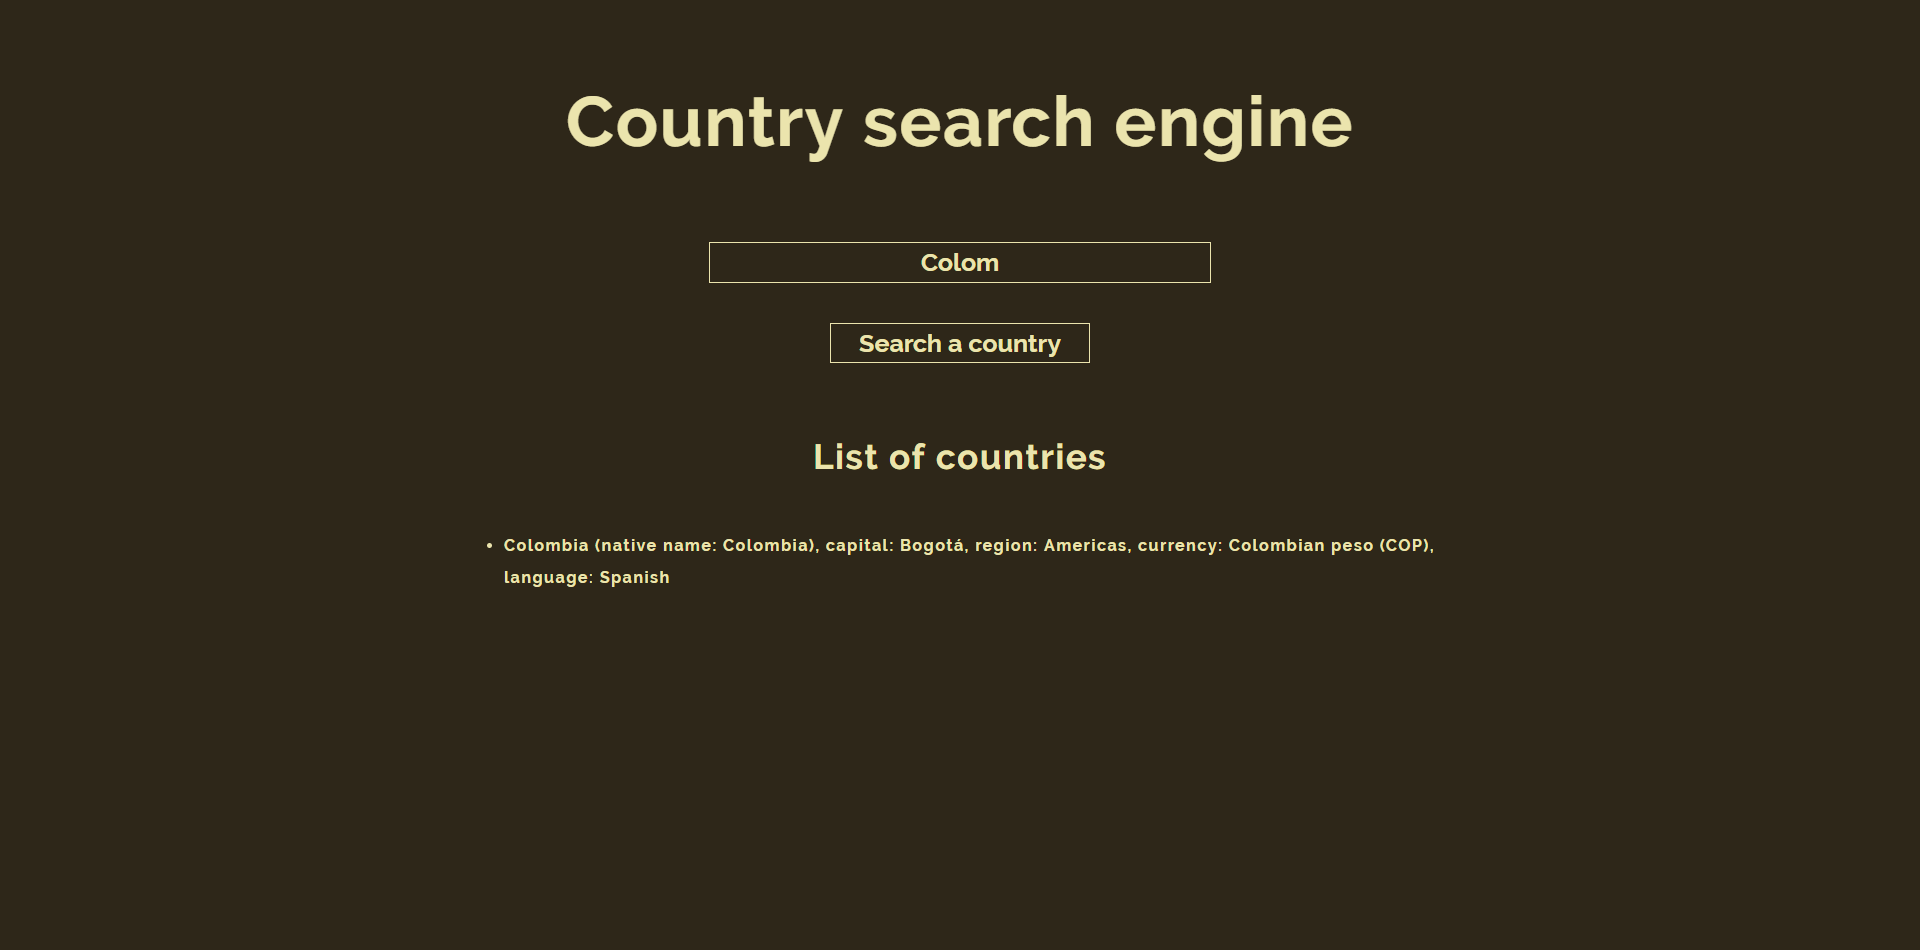 Country search engine
Colom
Search a country
List of countries
• Colombia (native name: Colombia), capital: Bogotá, region: Americas, currency: Colombian peso (COP),
language: Spanish